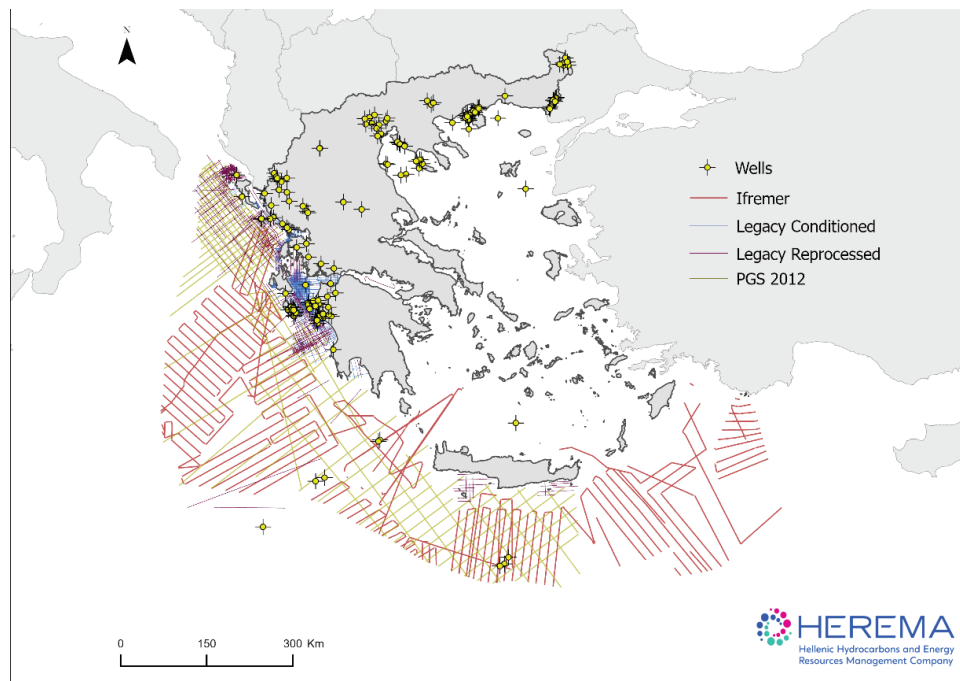 N
Wells
Ifremer
Legacy Conditioned
Legacy Reprocessed
PGS 2012
0 150 300 Km
HEREMA
Hellenic Hydrocarbons and Energy
Resources Management Company